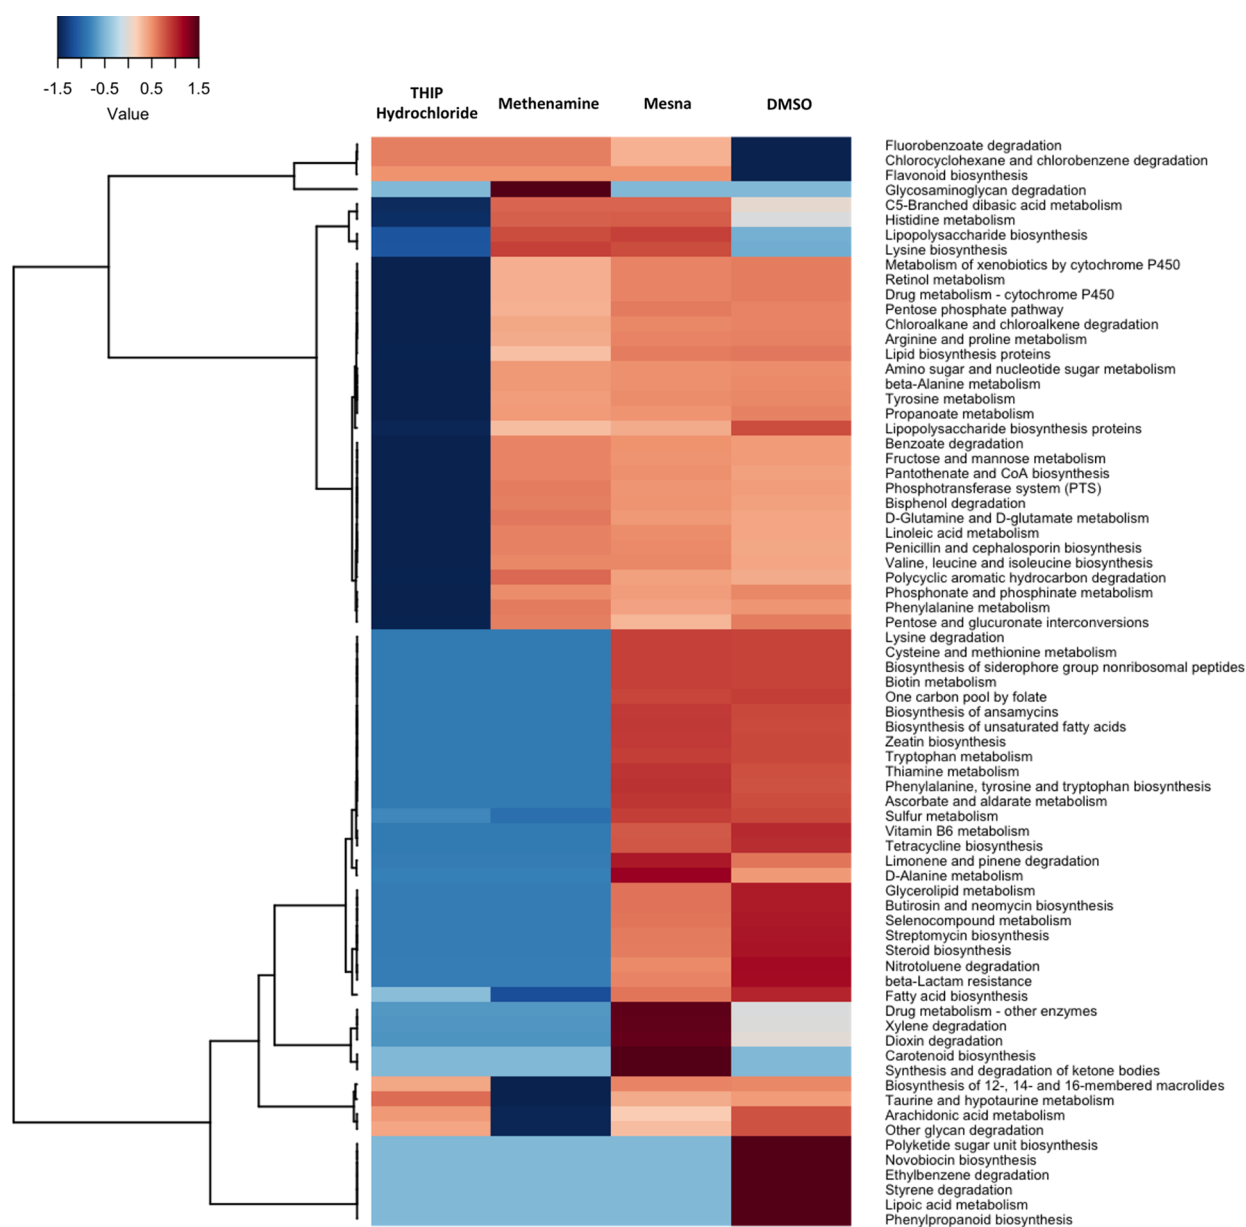 -1.5 -0.5 0.5 1.5
Value
THIP
Hydrochloride
Methenamine
Mesna
DMSO
Fluorobenzoate degradation
Chlorocyclohexane and chlorobenzene degradation
Flavonoid biosynthesis
Glycosaminoglycan degradation
C5-Branched dibasic acid metabolism
Histidine metabolism
Lipopolysaccharide biosynthesis
Lysine biosynthesis
Metabolism of xenobiotics by cytochrome P450
Retinol metabolism
Drug metabolism - cytochrome P450
Pentose phosphate pathway
Chloroalkane and chloroalkene degradation
Arginine and proline metabolism
Lipid biosynthesis proteins
Amino sugar and nucleotide sugar metabolism
beta-Alanine metabolism
Tyrosine metabolism
Propanoate metabolism
Lipopolysaccharide biosynthesis proteins
Benzoate degradation
Fructose and mannose metabolism
Pantothenate and CoA biosynthesis
Phosphotransferase system (PTS)
Bisphenol degradation
D-Glutamine and D-glutamate metabolism
Linoleic acid metabolism
Penicillin and cephalosporin biosynthesis
Valine, leucine and isoleucine biosynthesis
Polycyclic aromatic hydrocarbon degradation
Phosphonate and phosphinate metabolism
Phenylalanine metabolism
Pentose and glucuronate interconversions
Lysine degradation
Cysteine and methionine metabolism
Biosynthesis of siderophore group nonribosomal peptides
Biotin metabolism
One carbon pool by folate
Biosynthesis of ansamycins
Biosynthesis of unsaturated fatty acids
Zeatin biosynthesis
Tryptophan metabolism
Thiamine metabolism
Phenylalanine, tyrosine and tryptophan biosynthesis
Ascorbate and aldarate metabolism
Sulfur metabolism
Vitamin B6 metabolism
Tetracycline biosynthesis
Limonene and pinene degradation
D-Alanine metabolism
Glycerolipid metabolism
Butirosin and neomycin biosynthesis
Selenocompound metabolism
Streptomycin biosynthesis
Steroid biosynthesis
Nitrotoluene degradation
beta-Lactam resistance
Fatty acid biosynthesis
Drug metabolism - other enzymes
Xylene degradation
Dioxin degradation
Carotenoid biosynthesis
Synthesis and degradation of ketone bodies
Biosynthesis of 12-, 14- and 16-membered macrolides
Taurine and hypotaurine metabolism
Arachidonic acid metabolism
Other glycan degradation
Polyketide sugar unit biosynthesis
Novobiocin biosynthesis
Ethylbenzene degradation
Styrene degradation
Lipoic acid metabolism
Phenylpropanoid biosynthesis